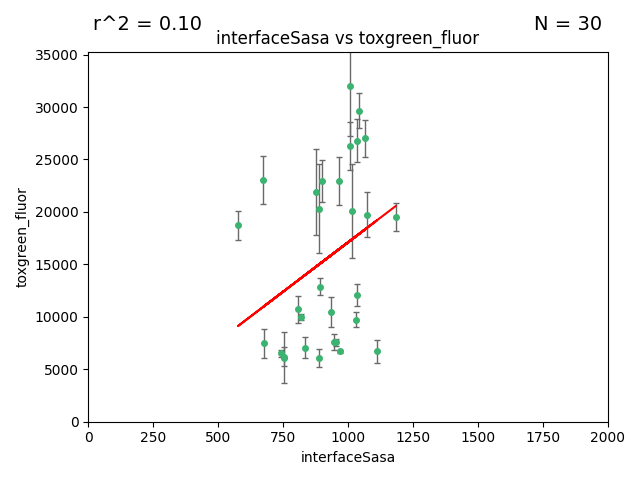 r^2 = 0.10
N = 30
interfaceSasa vs toxgreen_fluor
35000
30000
25000
20000
15000
10000
5000
0
toxgreen_fluor
0 250 500 750 1000 1250 1500 1750 2000
interfaceSasa